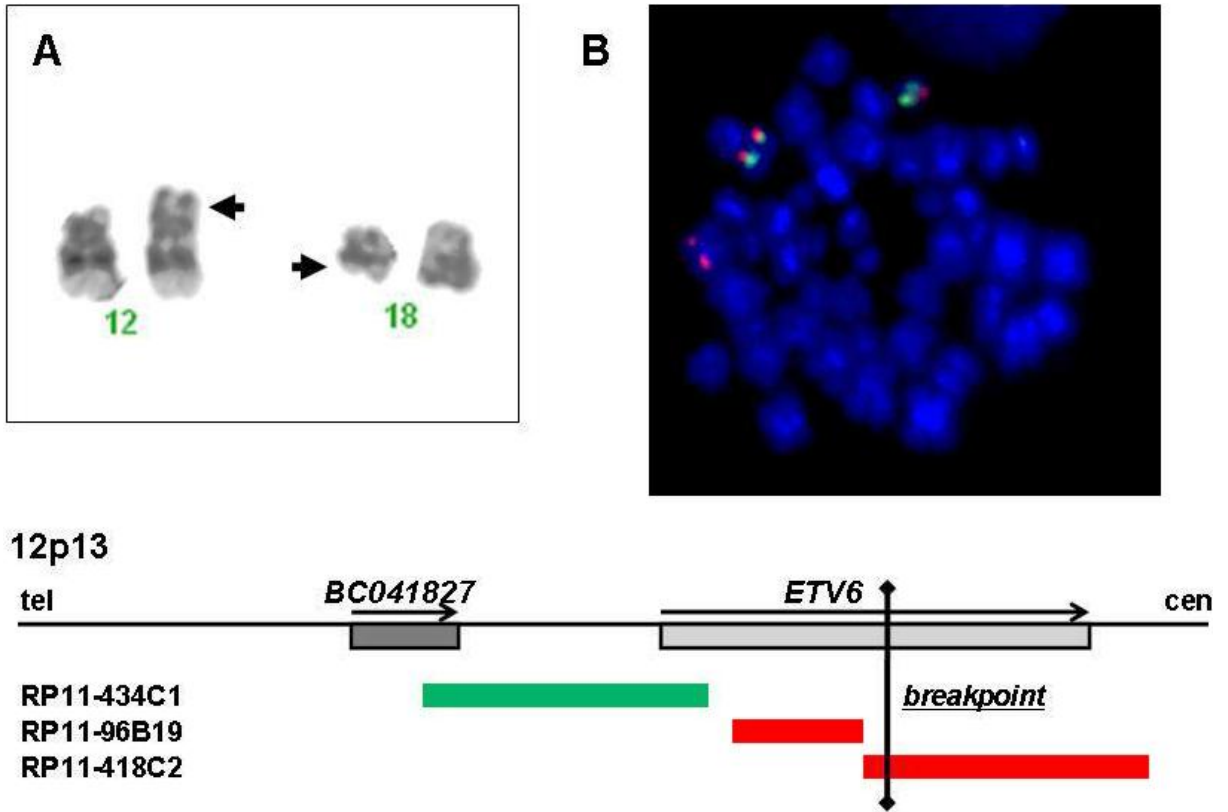 A
B
12
18
12p13
tel
BC041827
ETV6
cen
RP11-434C1
breakpoint
RP11-96B19
RP11-418C2